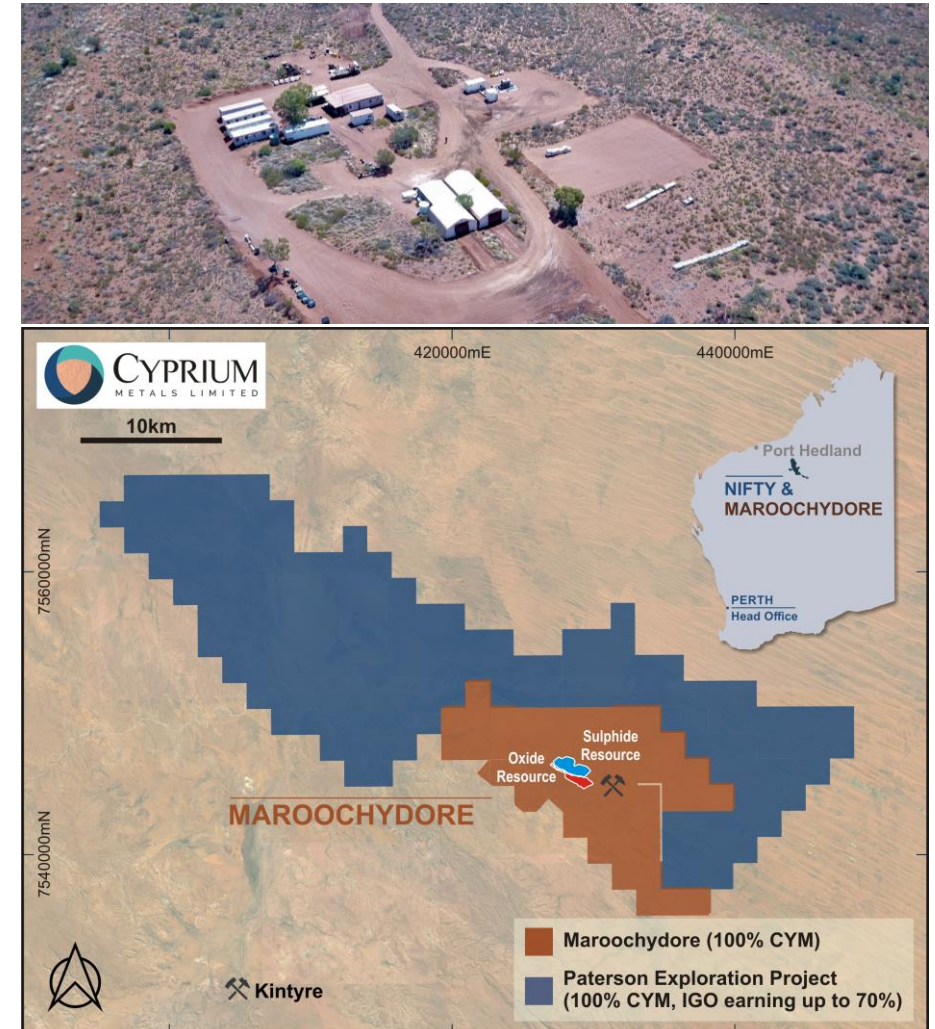 CYPRIUM
METALS LIMITED
10km
420000mE
440000mE
7560000mN
7540000mN
Port Hedland
NIFTY &
MAROOCHYDORE
PERTH
Head Office
Sulphide
Resource
Oxide
Resource
MAROOCHYDORE
Kintyre
Maroochydore (100% CYM)
Paterson Exploration Project
(100% CYM, IGO earning up to 70%)